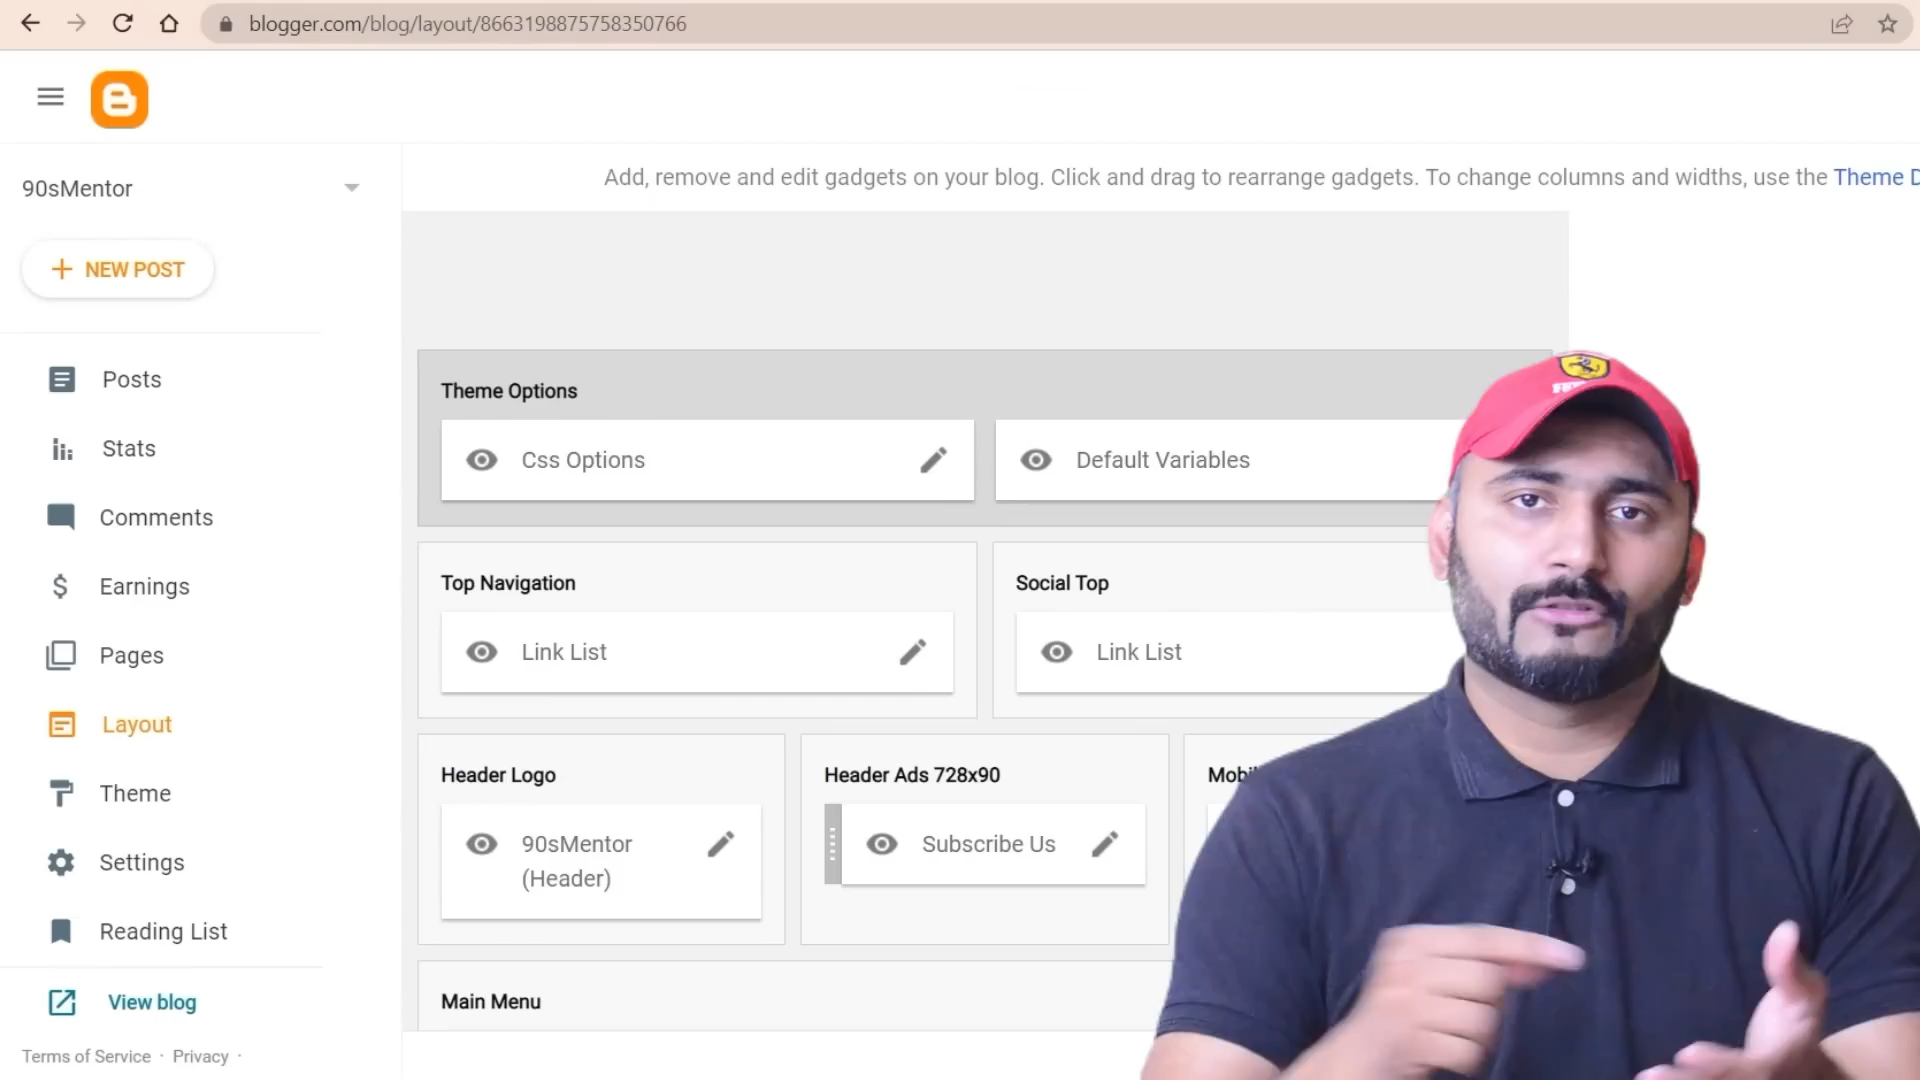 blogger.com/blog/layout/8663198875758350766
90sMentor
Add, remove and edit gadgets on your blog. Click and drag to rearrange gadgets. To change columns and widths, use the Theme D
NEW POST
Posts
Stats
Comments
Earnings
Pages
Layout
Theme
Settings
Reading List
View blog
Terms of Service · Privacy ·
Theme Options
Css Options
Default Variables
Top Navigation
Social Top
Link List
Link List
Header Logo
Header Ads 728x90
90sMentor
(Header)
Subscribe Us
Main Menu